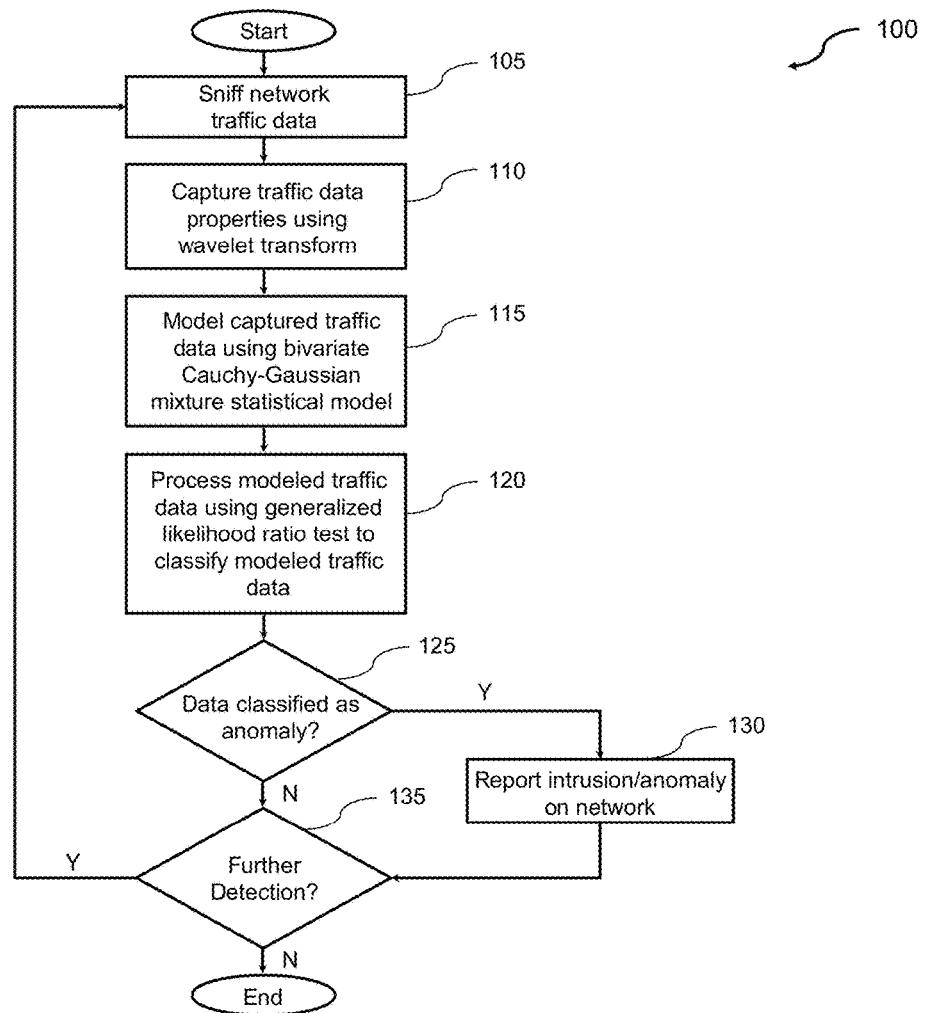 Start
100
105
Sniff network
traffic data
110
Capture traffic data
properties using
wavelet transform
115
Model captured traffic
data using bivariate
Cauchy-Gaussian
mixture statistical model
120
Process modeled traffic
data using generalized
likelihood ratio test to
classify modeled traffic
data
125
Data classified as
anomaly?
Y
130
Report intrusion/anomaly
on network
N
135
Further
Detection?
Y
N
End